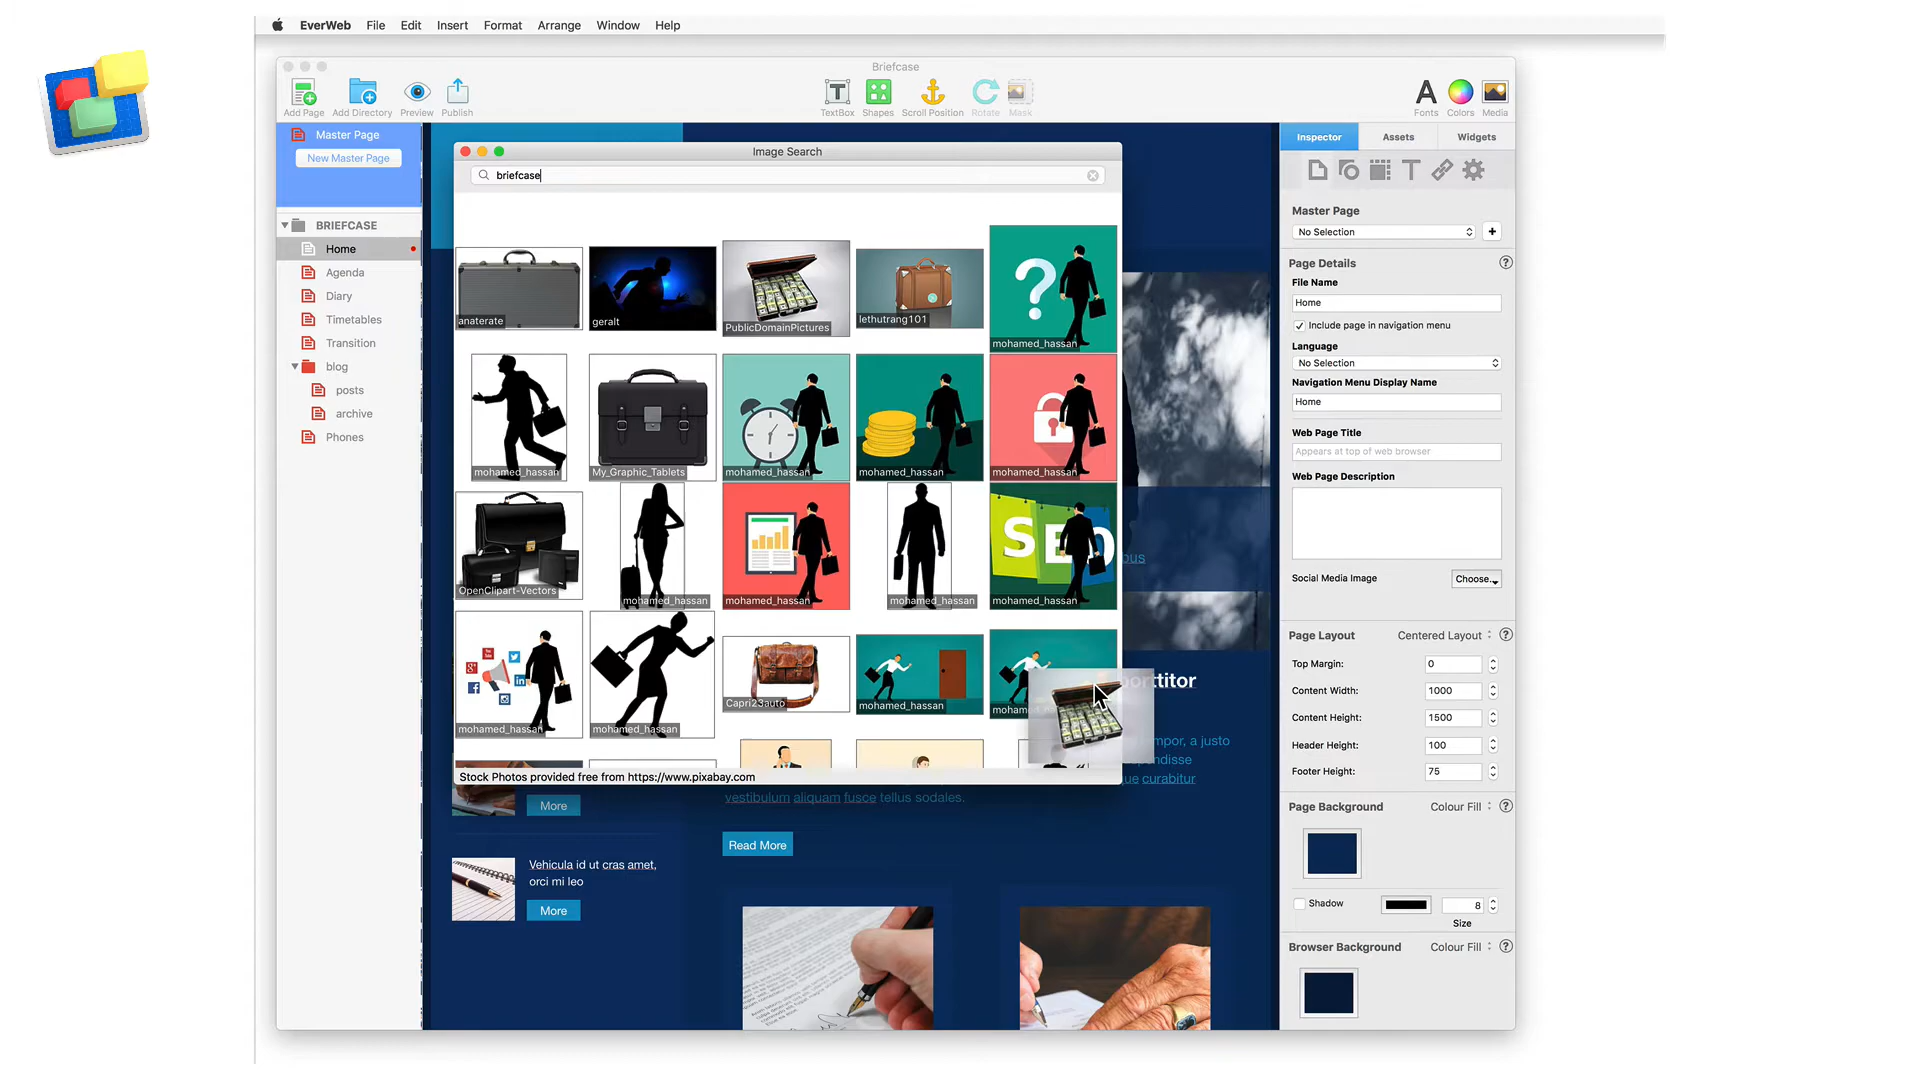 EverWeb File Edit Insert Format Arrange Window Help
Briefcase
Add Page Add Directory Preview Publish
TextBox Shapes Scroll Position Rotate Mask
Fonts Colors Media
Master Page
New Master Page
BRIEFCASE
Home
Agenda
Diary
Timetables
Transition
blog
posts
archive
Phones
Image Search
briefcase
anaterate
geralt
PublicDomainPictures
lethutrang101
?
mohamed_hassan
mohamed_hassan
My_Graphic_Tablets
mohamed_hassan
mohamed_hassan
mohamed_hassan
OpenClipart-Vectors
mohamed_hassan
mohamed_hassan
mohamed_hassan
SEO
mohamed_hassan
mohamed_hassan
mohamed_hassan
Capri23auto
mohamed_hassan
Stock Photos provided free from https://www.pixabay.com
porttitor
tempor, a justo
curabitur
vestibulum aliquam fusce tellus sodales.
More
Read More
Vehicula id ut cras amet,
orci mi leo
More
Inspector Assets Widgets
Master Page
No Selection
Page Details
File Name
Home
Include page in navigation menu
Language
No Selection
Navigation Menu Display Name
Home
Web Page Title
Appears at top of web browser
Web Page Description
Social Media Image Choose...
Page Layout Centered Layout
Top Margin: 0
Content Width: 1000
Content Height: 1500
Header Height: 100
Footer Height: 75
Page Background Colour Fill
Shadow 8
Size
Browser Background Colour Fill